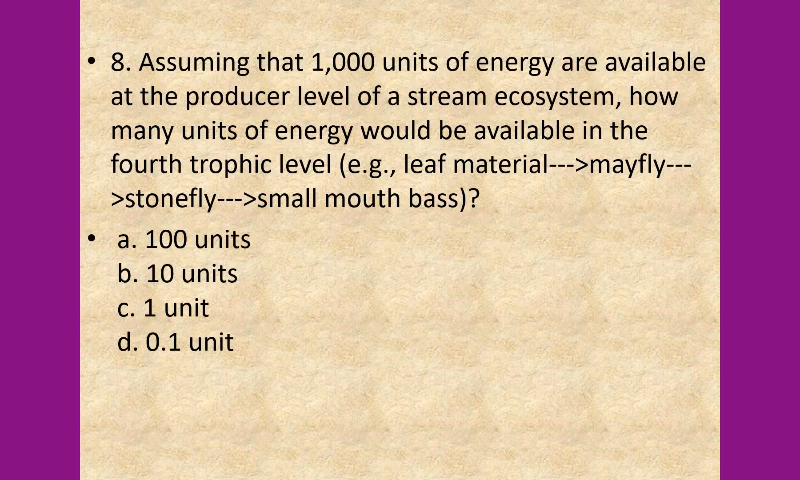 • 8. Assuming that 1,000 units of energy are available
at the producer level of a stream ecosystem, how
many units of energy would be available in the
fourth trophic level (e.g., leaf material--->mayfly---
>stonefly--->small mouth bass)?
• a. 100 units
b. 10 units
c. 1 unit
d. 0.1 unit